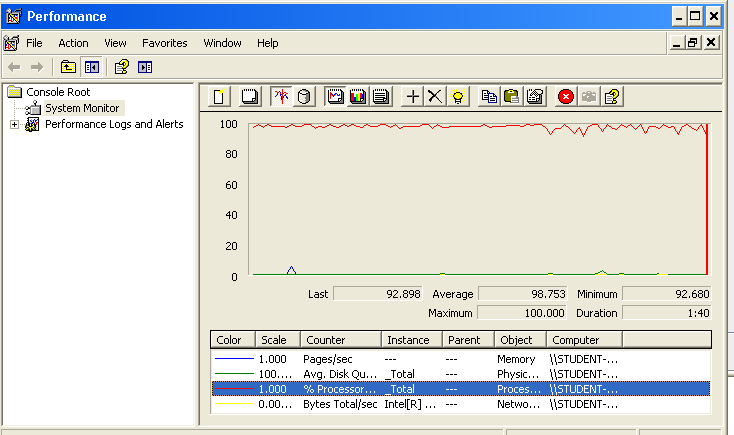 Performance
File Action View Favorites Window Help
Console Root
System Monitor
Performance Logs and Alerts
100
80
60
40
20
0
Last 92.898 Average 98.753 Minimum 92.680
Maximum 100.000 Duration 1:40
Color Scale Counter Instance Parent Object Computer
1.000 Pages/sec --- --- Memory \\STUDENT-...
100.... Avg. Disk Qu... _Total --- Physic... \\STUDENT-...
1.000 % Processor... _Total --- Proces... \\STUDENT-...
0.00... Bytes Total/sec Intel[R] ... --- Netwo... \\STUDENT-...